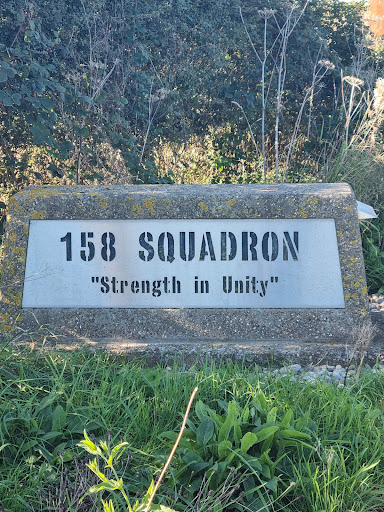 158 SQUADRON
"Strength in Unity"